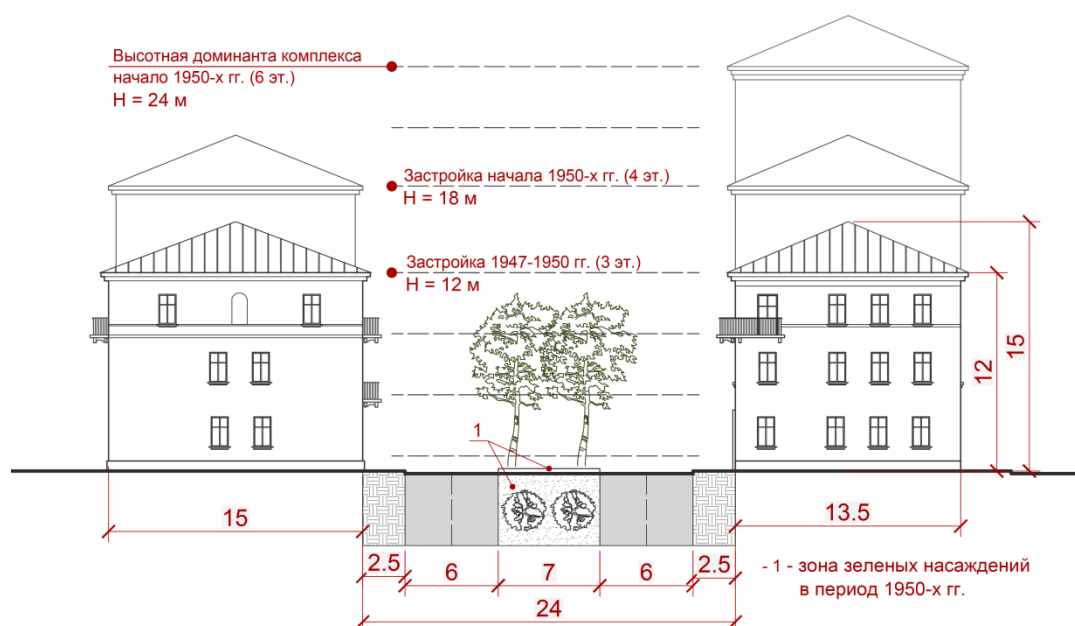 Высотная доминанта комплекса
начало 1950-х гг. (6 эт.)
Н = 24 м
Застройка начала 1950-х гг. (4 эт.)
Н = 18 м
Застройка 1947-1950 гг. (3 эт.)
Н = 12 м
1
12
15
15
13.5
2.5
6
7
6
2.5
24
- 1 - зона зеленых насаждений
в период 1950-х гг.